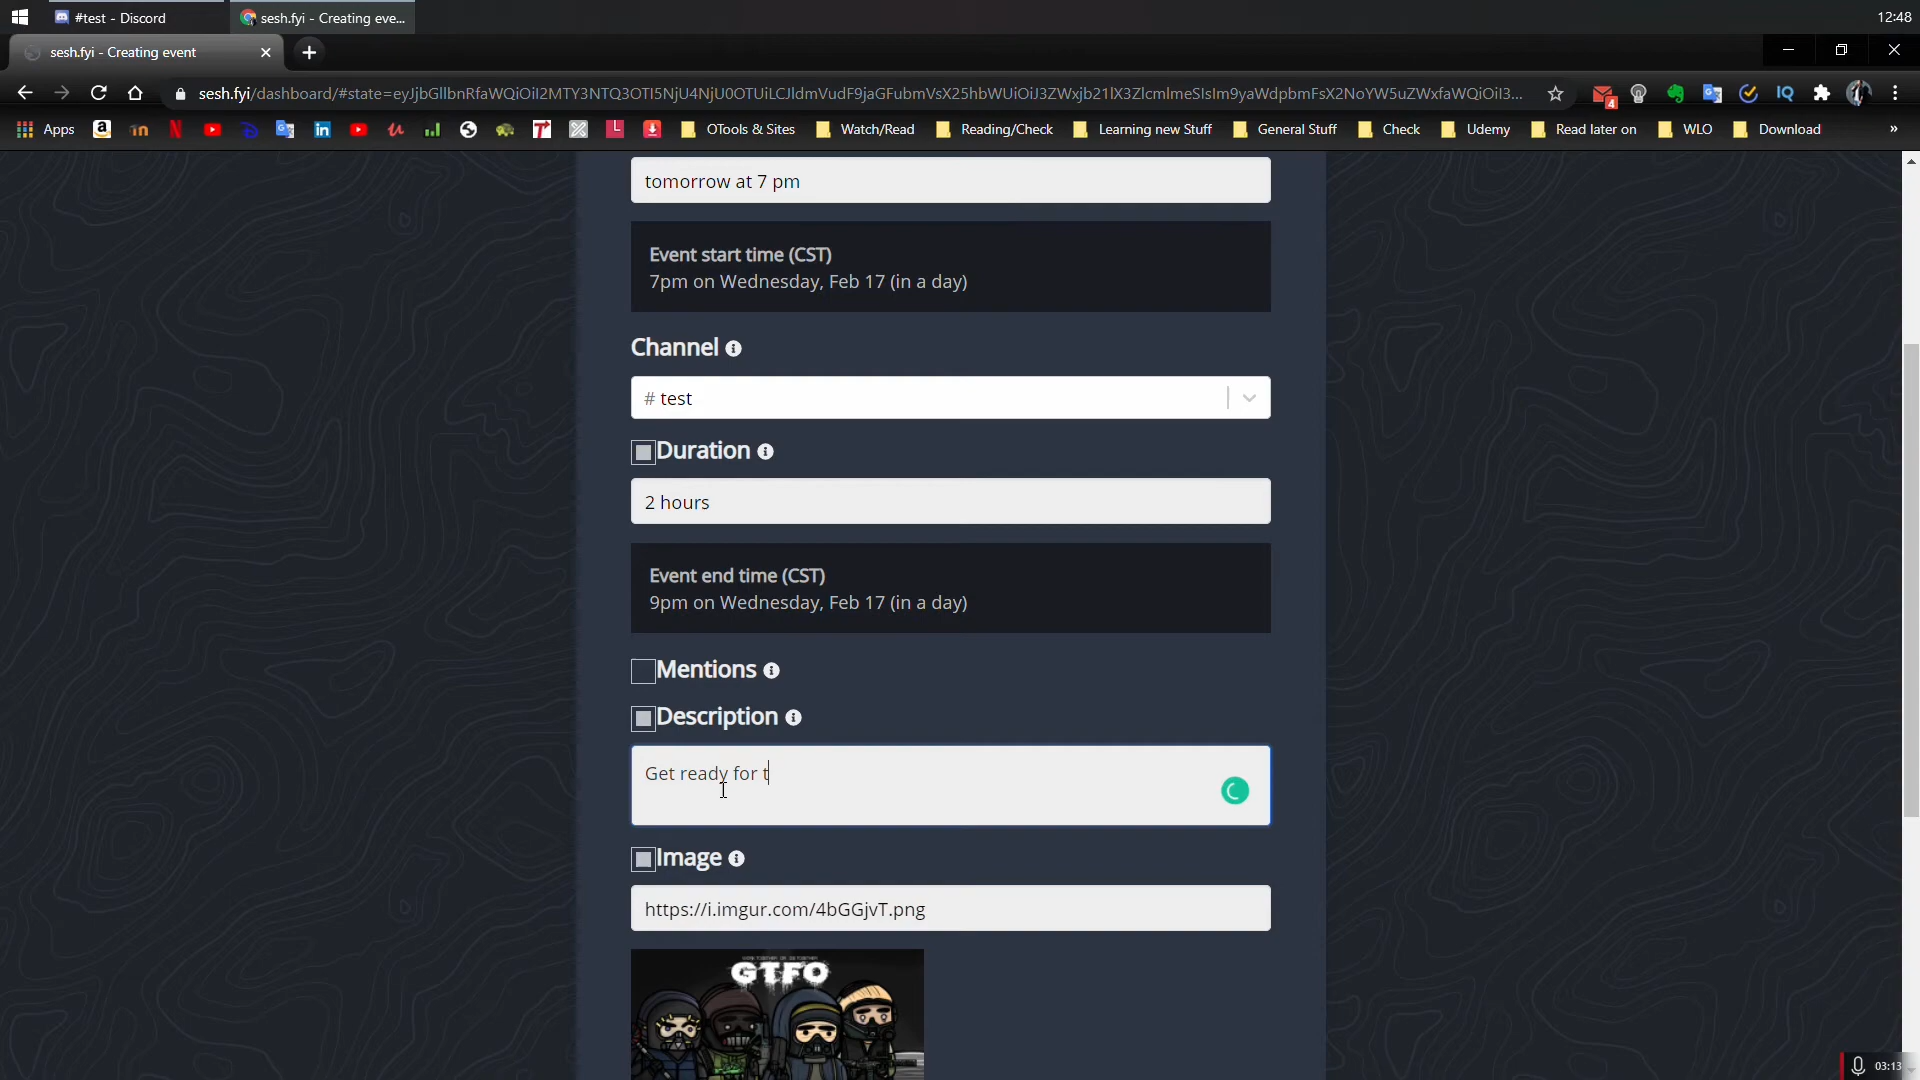 #test - Discord
sesh.fyi - Creating eve...
12:48
sesh.fyi - Creating event
sesh.fyi/dashboard/#state=eyJjbGllbnRfaWQiOiI2MTY3NTQ3OTI5NjU4NjU0OTUiLCJldmVudF9jaGFubmVsX25hbWUiOiJ3ZWxjb21lX3ZlcmlmeSIsIm9yaWdpbmFsX2NoYW5uZWxfaWQiOiI3...
Apps
OTools & Sites
Watch/Read
Reading/Check
Learning new Stuff
General Stuff
Check
Udemy
Read later on
WLO
Download
»
tomorrow at 7 pm
Event start time (CST)
7pm on Wednesday, Feb 17 (in a day)
Channel
# test
Duration
2 hours
Event end time (CST)
9pm on Wednesday, Feb 17 (in a day)
Mentions
Description
Get ready for t
Image
https://i.imgur.com/4bGGjvT.png
GTFO
03:13